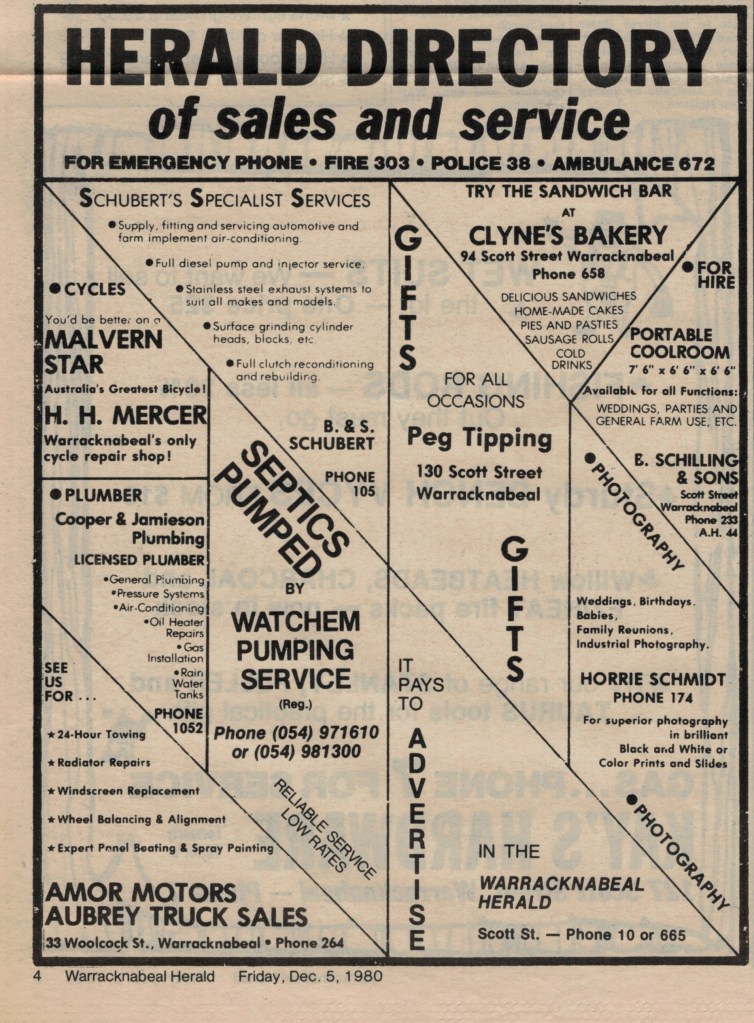 HERALD DIRECTORY
of sales and service
FOR EMERGENCY PHONE • FIRE 303 • POLICE 38 • AMBULANCE 672
SCHUBERT'S SPECIALIST SERVICES
• Supply, fitting and servicing automotive and
farm implement air-conditioning.
• Full diesel pump and injector service.
• Stainless steel exhaust systems to
suit all makes and models.
• Surface grinding cylinder
heads, blocks, etc.
• Full clutch reconditioning
and rebuilding.
B. & S.
SCHUBERT
PHONE
105
• CYCLES
You'd be better on a
MALVERN
STAR
Australia's Greatest Bicycle!
H. H. MERCER
Warracknabeal's only
cycle repair shop!
• PLUMBER
Cooper & Jamieson
Plumbing
LICENSED PLUMBER
• General Plumbing
• Pressure Systems
• Air-Conditioning
• Oil Heater
Repairs
• Gas
Installation
• Rain
Water
Tanks
PHONE
1052
SEPTICS
PUMPED
BY
WATCHEM
PUMPING
SERVICE
(Reg.)
Phone (054) 971610
or (054) 981300
RELIABLE SERVICE
LOW RATES
SEE
US
FOR ...
★ 24-Hour Towing
★ Radiator Repairs
★ Windscreen Replacement
★ Wheel Balancing & Alignment
★ Expert Panel Beating & Spray Painting
AMOR MOTORS
AUBREY TRUCK SALES
33 Woolcock St., Warracknabeal • Phone 264
TRY THE SANDWICH BAR
AT
CLYNE'S BAKERY
94 Scott Street Warracknabeal
Phone 658
DELICIOUS SANDWICHES
HOME-MADE CAKES
PIES AND PASTIES
SAUSAGE ROLLS
COLD
DRINKS
GIFTS
FOR ALL
OCCASIONS
Peg Tipping
130 Scott Street
Warracknabeal
GIFTS
• FOR
HIRE
PORTABLE
COOLROOM
7' 6" x 6' 6" x 6' 6"
Available for all Functions:
WEDDINGS, PARTIES AND
GENERAL FARM USE, ETC.
B. SCHILLING
& SONS
Scott Street
Warracknabeal
Phone 233
A.H. 44
• PHOTOGRAPHY
Weddings, Birthdays,
Babies,
Family Reunions,
Industrial Photography.
HORRIE SCHMIDT
PHONE 174
For superior photography
in brilliant
Black and White or
Color Prints and Slides
• PHOTOGRAPHY
IT
PAYS
TO
ADVERTISE
IN THE
WARRACKNABEAL
HERALD
Scott St. — Phone 10 or 665
4 Warracknabeal Herald Friday, Dec. 5, 1980